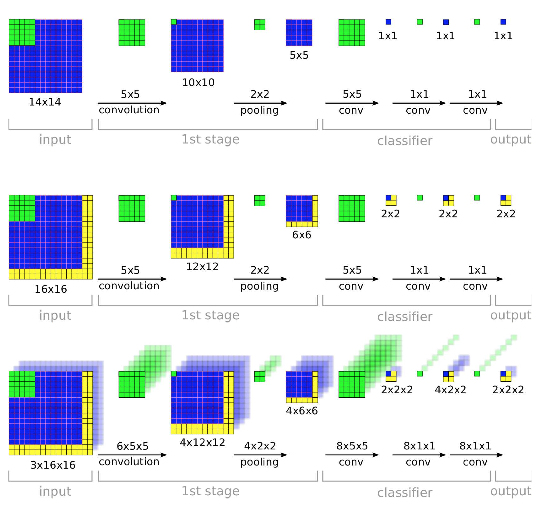 1x1 1x1 1x1
5x5
10x10
14x14
5x5 2x2 5x5 1x1 1x1
convolution pooling conv conv conv
input 1st stage classifier output
2x2 2x2 2x2
6x6
12x12
16x16
5x5 2x2 5x5 1x1 1x1
convolution pooling conv conv conv
input 1st stage classifier output
2x2x2 4x2x2 2x2x2
4x6x6
4x12x12
3x16x16
6x5x5 4x2x2 8x5x5 8x1x1 8x1x1
convolution pooling conv conv conv
input 1st stage classifier output